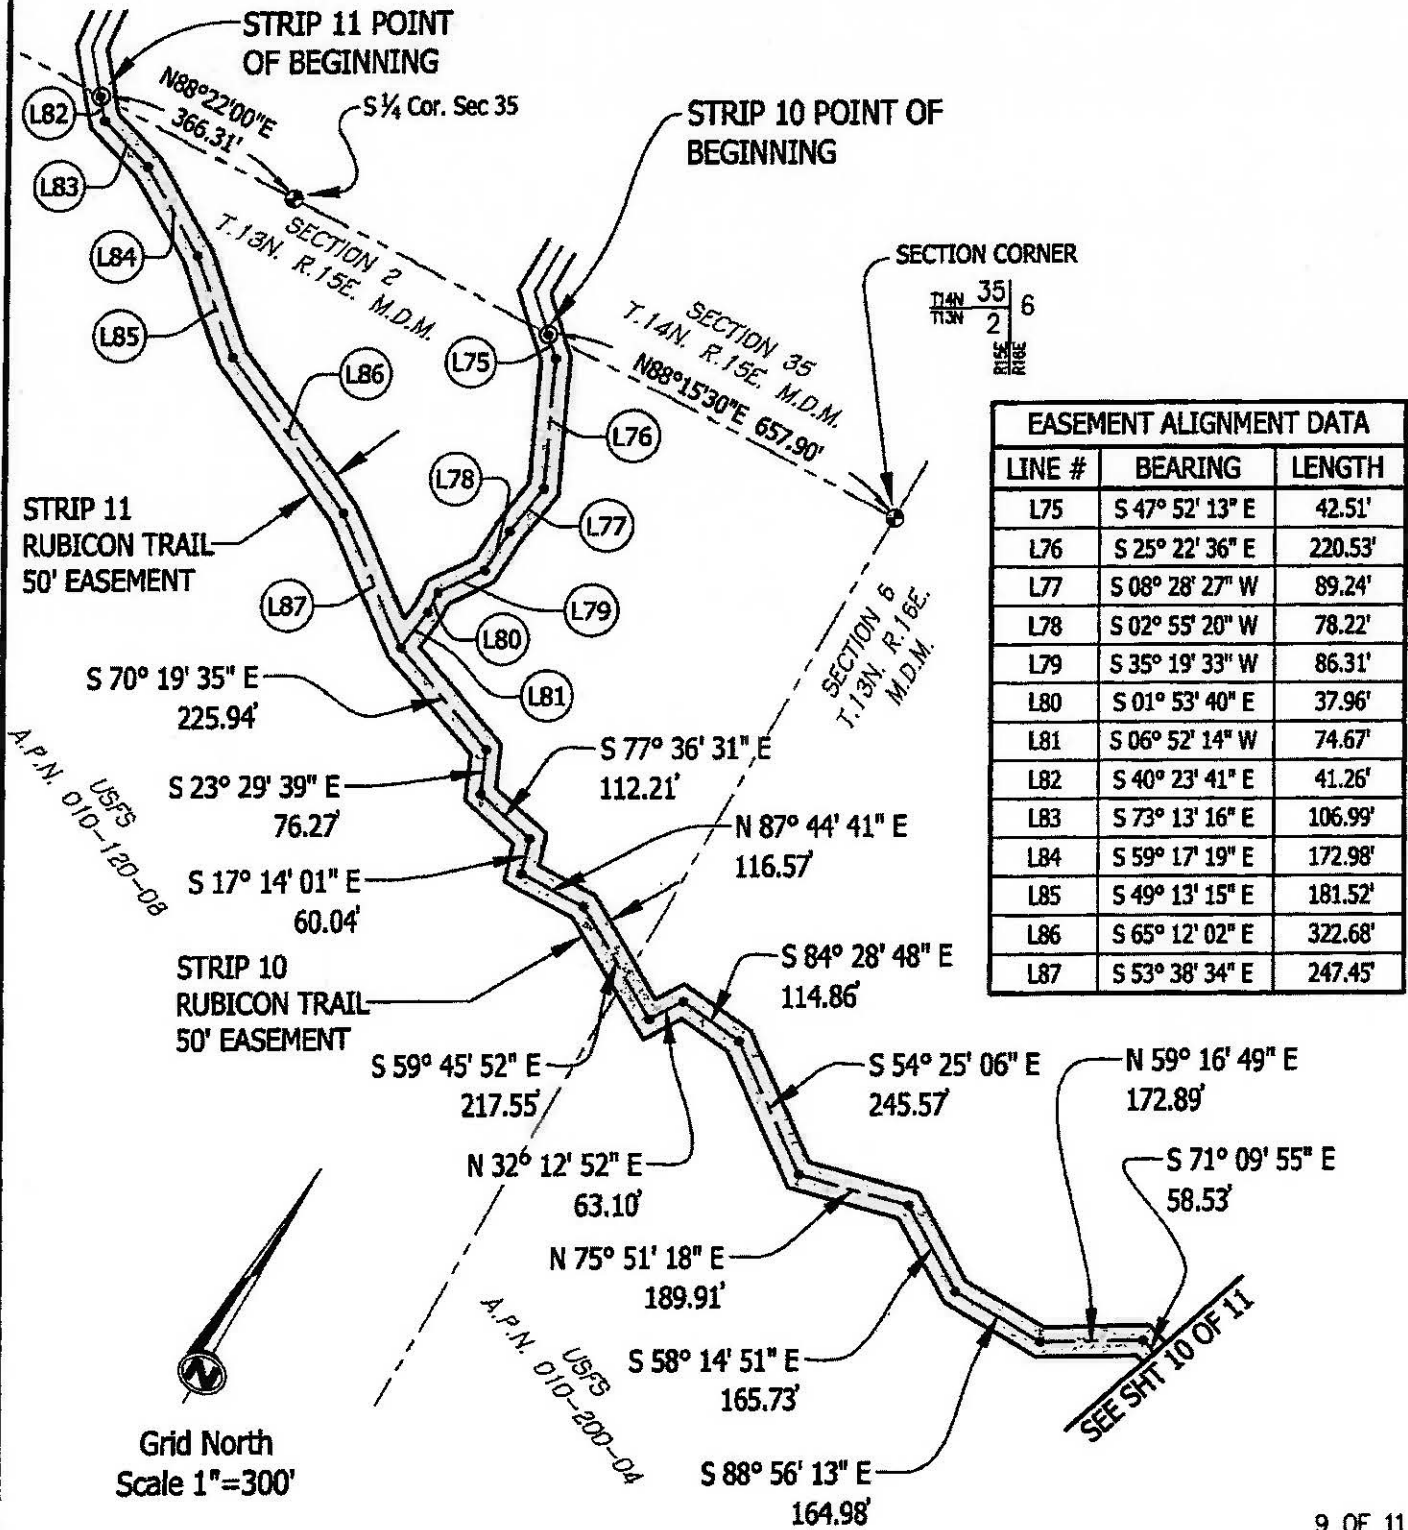 STRIP 11 POINT
OF BEGINNING
N88°22'00"E
366.31'
S ¼ Cor. Sec 35
STRIP 10 POINT OF
BEGINNING
L82
L83
L84
L85
L86
L87
SECTION 2
T.13N. R.15E. M.D.M.
SECTION 35
T.14N. R.15E. M.D.M.
N88°15'30"E 657.90'
SECTION CORNER
T14N 35
T13N 2
6
R15E
R16E
L75
L76
L77
L78
L79
L80
L81
STRIP 11
RUBICON TRAIL
50' EASEMENT
SECTION 6
T.13N. R.16E.
M.D.M.
EASEMENT ALIGNMENT DATA
LINE # BEARING LENGTH
L75 S 47° 52' 13" E 42.51'
L76 S 25° 22' 36" E 220.53'
L77 S 08° 28' 27" W 89.24'
L78 S 02° 55' 20" W 78.22'
L79 S 35° 19' 33" W 86.31'
L80 S 01° 53' 40" E 37.96'
L81 S 06° 52' 14" W 74.67'
L82 S 40° 23' 41" E 41.26'
L83 S 73° 13' 16" E 106.99'
L84 S 59° 17' 19" E 172.98'
L85 S 49° 13' 15" E 181.52'
L86 S 65° 12' 02" E 322.68'
L87 S 53° 38' 34" E 247.45'
S 70° 19' 35" E
225.94'
S 23° 29' 39" E
76.27'
S 17° 14' 01" E
60.04'
S 77° 36' 31" E
112.21'
N 87° 44' 41" E
116.57'
USFS
A.P.N. 010-120-08
STRIP 10
RUBICON TRAIL
50' EASEMENT
S 84° 28' 48" E
114.86'
S 59° 45' 52" E
217.55'
S 54° 25' 06" E
245.57'
N 59° 16' 49" E
172.89'
N 32° 12' 52" E
63.10'
S 71° 09' 55" E
58.53'
N 75° 51' 18" E
189.91'
S 58° 14' 51" E
165.73'
S 88° 56' 13" E
164.98'
USFS
A.P.N. 010-200-04
SEE SHT 10 OF 11
N
Grid North
Scale 1"=300'
9 OF 11